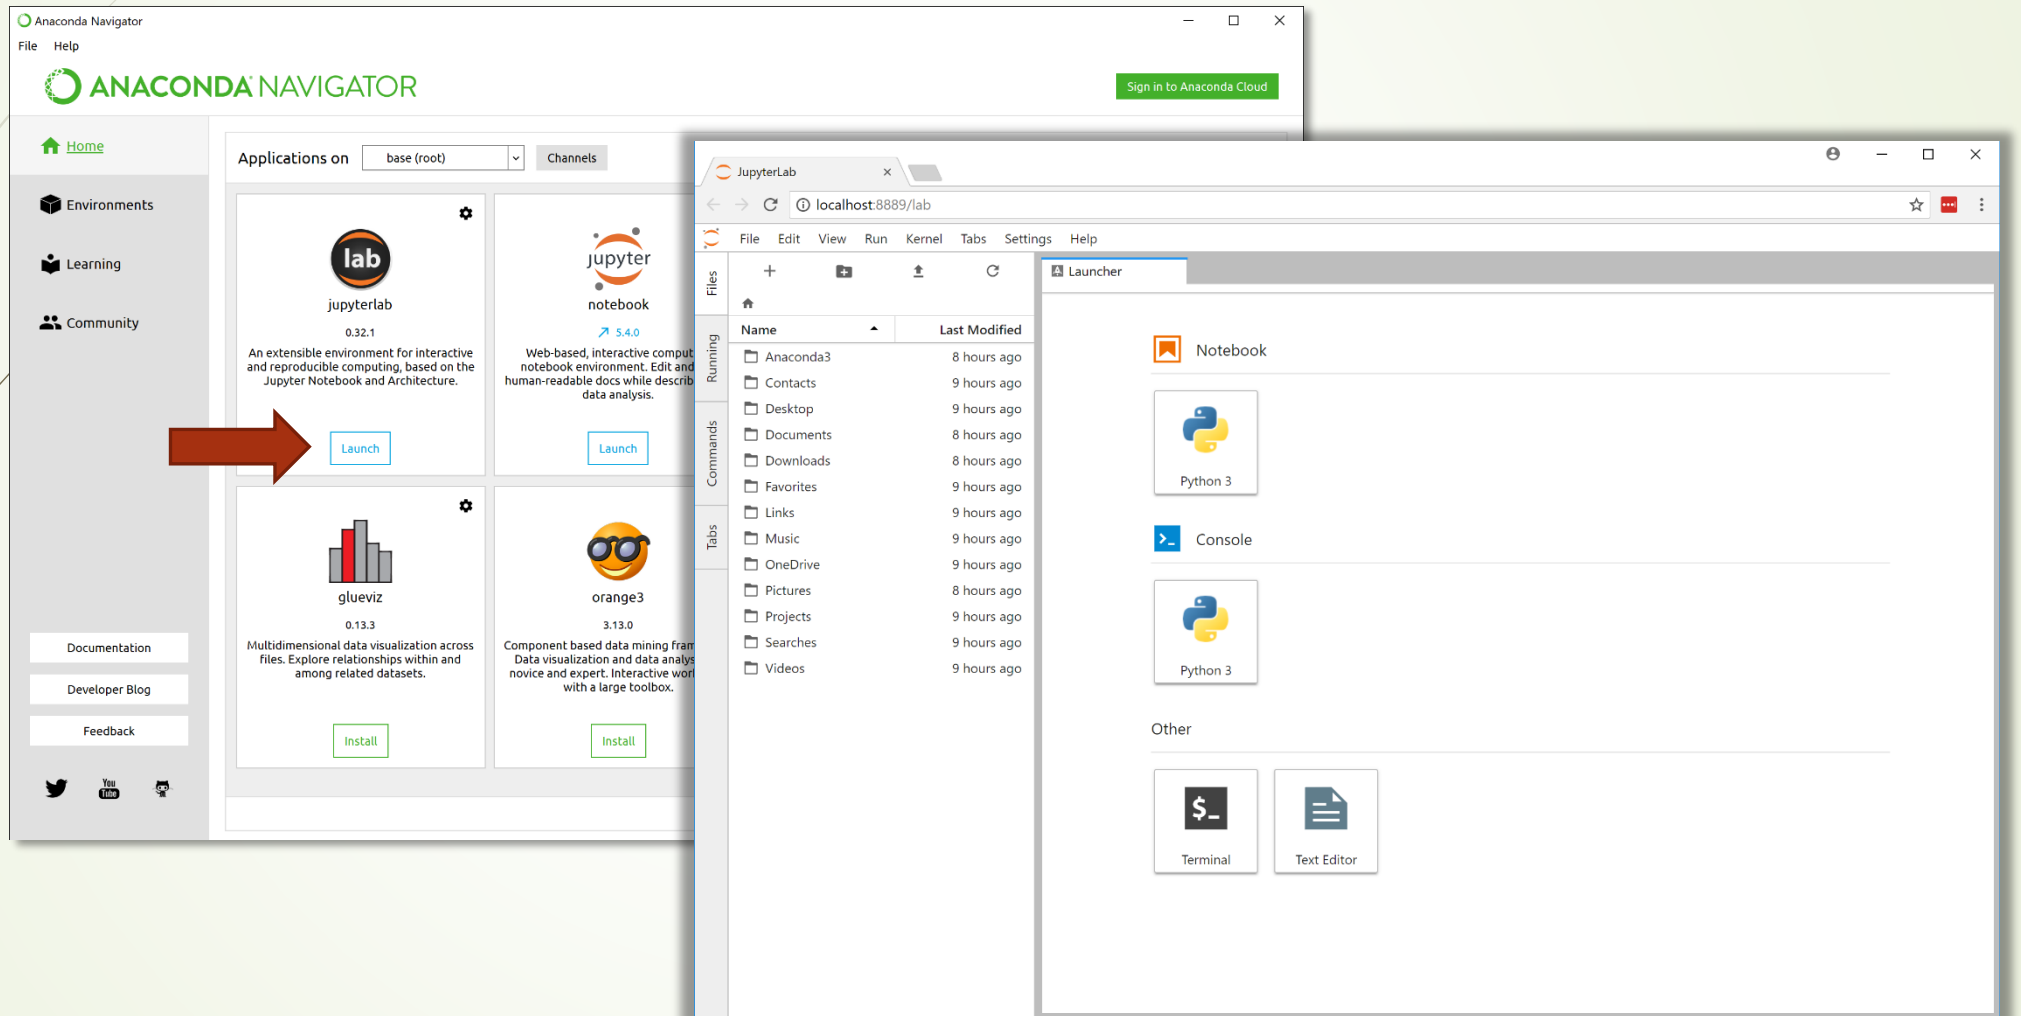 Anaconda Navigator
File Help
ANACONDA NAVIGATOR
Sign in to Anaconda Cloud
Home
Environments
Learning
Community
Documentation
Developer Blog
Feedback
You
Tube
Applications on base (root) Channels
lab
jupyterlab
0.32.1
An extensible environment for interactive
and reproducible computing, based on the
Jupyter Notebook and Architecture.
Launch
jupyter
notebook
5.4.0
Web-based, interactive comput
notebook environment. Edit and
human-readable docs while describ
data analysis.
Launch
glueviz
0.13.3
Multidimensional data visualization across
files. Explore relationships within and
among related datasets.
Install
orange3
3.13.0
Component based data mining fram
Data visualization and data analys
novice and expert. Interactive wor
with a large toolbox.
Install
JupyterLab
localhost:8889/lab
File Edit View Run Kernel Tabs Settings Help
Files
Running
Commands
Tabs
Name Last Modified
Anaconda3 8 hours ago
Contacts 9 hours ago
Desktop 9 hours ago
Documents 8 hours ago
Downloads 8 hours ago
Favorites 9 hours ago
Links 9 hours ago
Music 9 hours ago
OneDrive 9 hours ago
Pictures 8 hours ago
Projects 9 hours ago
Searches 9 hours ago
Videos 9 hours ago
Launcher
Notebook
Python 3
>_ Console
Python 3
Other
$_
Terminal
Text Editor